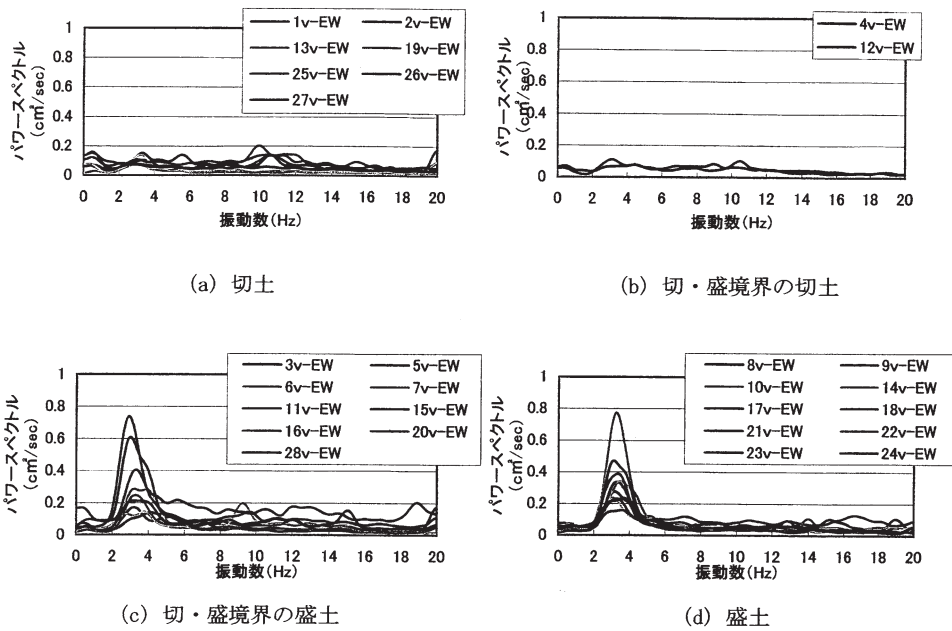 1v-EW 2v-EW
13v-EW 19v-EW
25v-EW 26v-EW
27v-EW
パワースペクトル
(cm²/sec)
1
0.8
0.6
0.4
0.2
0
0 2 4 6 8 10 12 14 16 18 20
振動数(Hz)
(a) 切土
4v-EW
12v-EW
パワースペクトル
(cm²/sec)
1
0.8
0.6
0.4
0.2
0
0 2 4 6 8 10 12 14 16 18 20
振動数(Hz)
(b) 切・盛境界の切土
3v-EW 5v-EW
6v-EW 7v-EW
11v-EW 15v-EW
16v-EW 20v-EW
28v-EW
パワースペクトル
(cm²/sec)
1
0.8
0.6
0.4
0.2
0
0 2 4 6 8 10 12 14 16 18 20
振動数(Hz)
(c) 切・盛境界の盛土
8v-EW 9v-EW
10v-EW 14v-EW
17v-EW 18v-EW
21v-EW 22v-EW
23v-EW 24v-EW
パワースペクトル
(cm²/sec)
1
0.8
0.6
0.4
0.2
0
0 2 4 6 8 10 12 14 16 18 20
振動数(Hz)
(d) 盛土